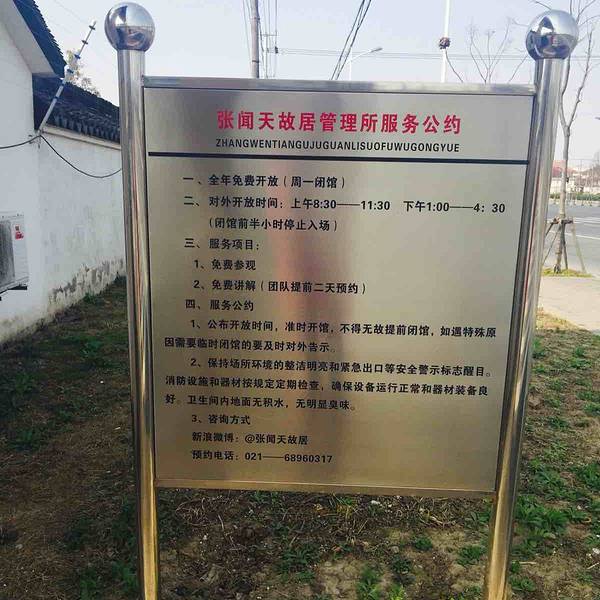 张闻天故居管理所服务公约
ZHANGWENTIANGUJUGUANLISUOFUWUGONGYUE
一、全年免费开放（周一闭馆）
二、对外开放时间：上午8:30——11:30 下午1:00——4：30
（闭馆前半小时停止入场）
三、服务项目：
1、免费参观
2、免费讲解（团队提前二天预约）
四、服务公约
1、公布开放时间，准时开馆，不得无故提前闭馆，如遇特殊原
因需要临时闭馆的要及时对外告示。
2、保持场所环境的整洁明亮和紧急出口等安全警示标志醒目。
消防设施和器材按规定定期检查，确保设备运行正常和器材装备良
好。卫生间内地面无积水，无明显臭味。
3、咨询方式
新浪微博：@张闻天故居
预约电话：021——68960317